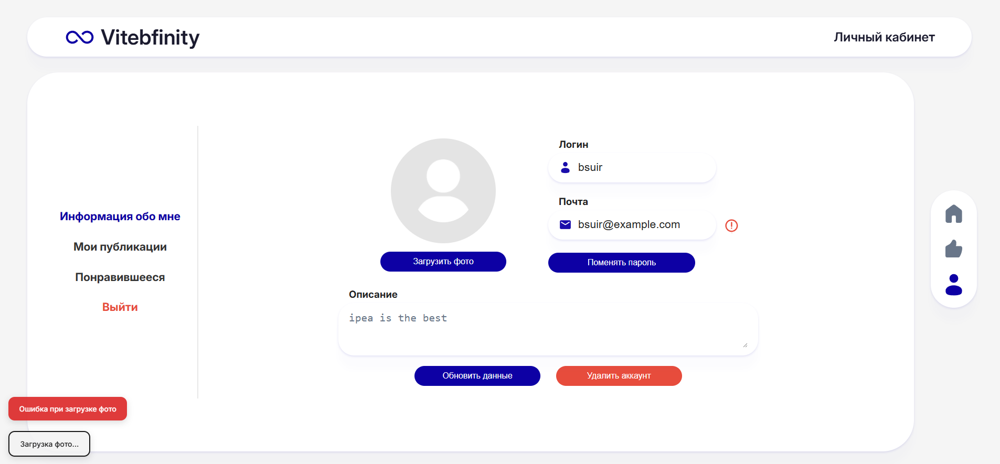 Vitebfinity
Личный кабинет
Информация обо мне
Мои публикации
Понравившееся
Выйти
Загрузить фото
Логин
bsuir
Почта
bsuir@example.com
Поменять пароль
Описание
ipea is the best
Обновить данные
Удалить аккаунт
Ошибка при загрузке фото
Загрузка фото...